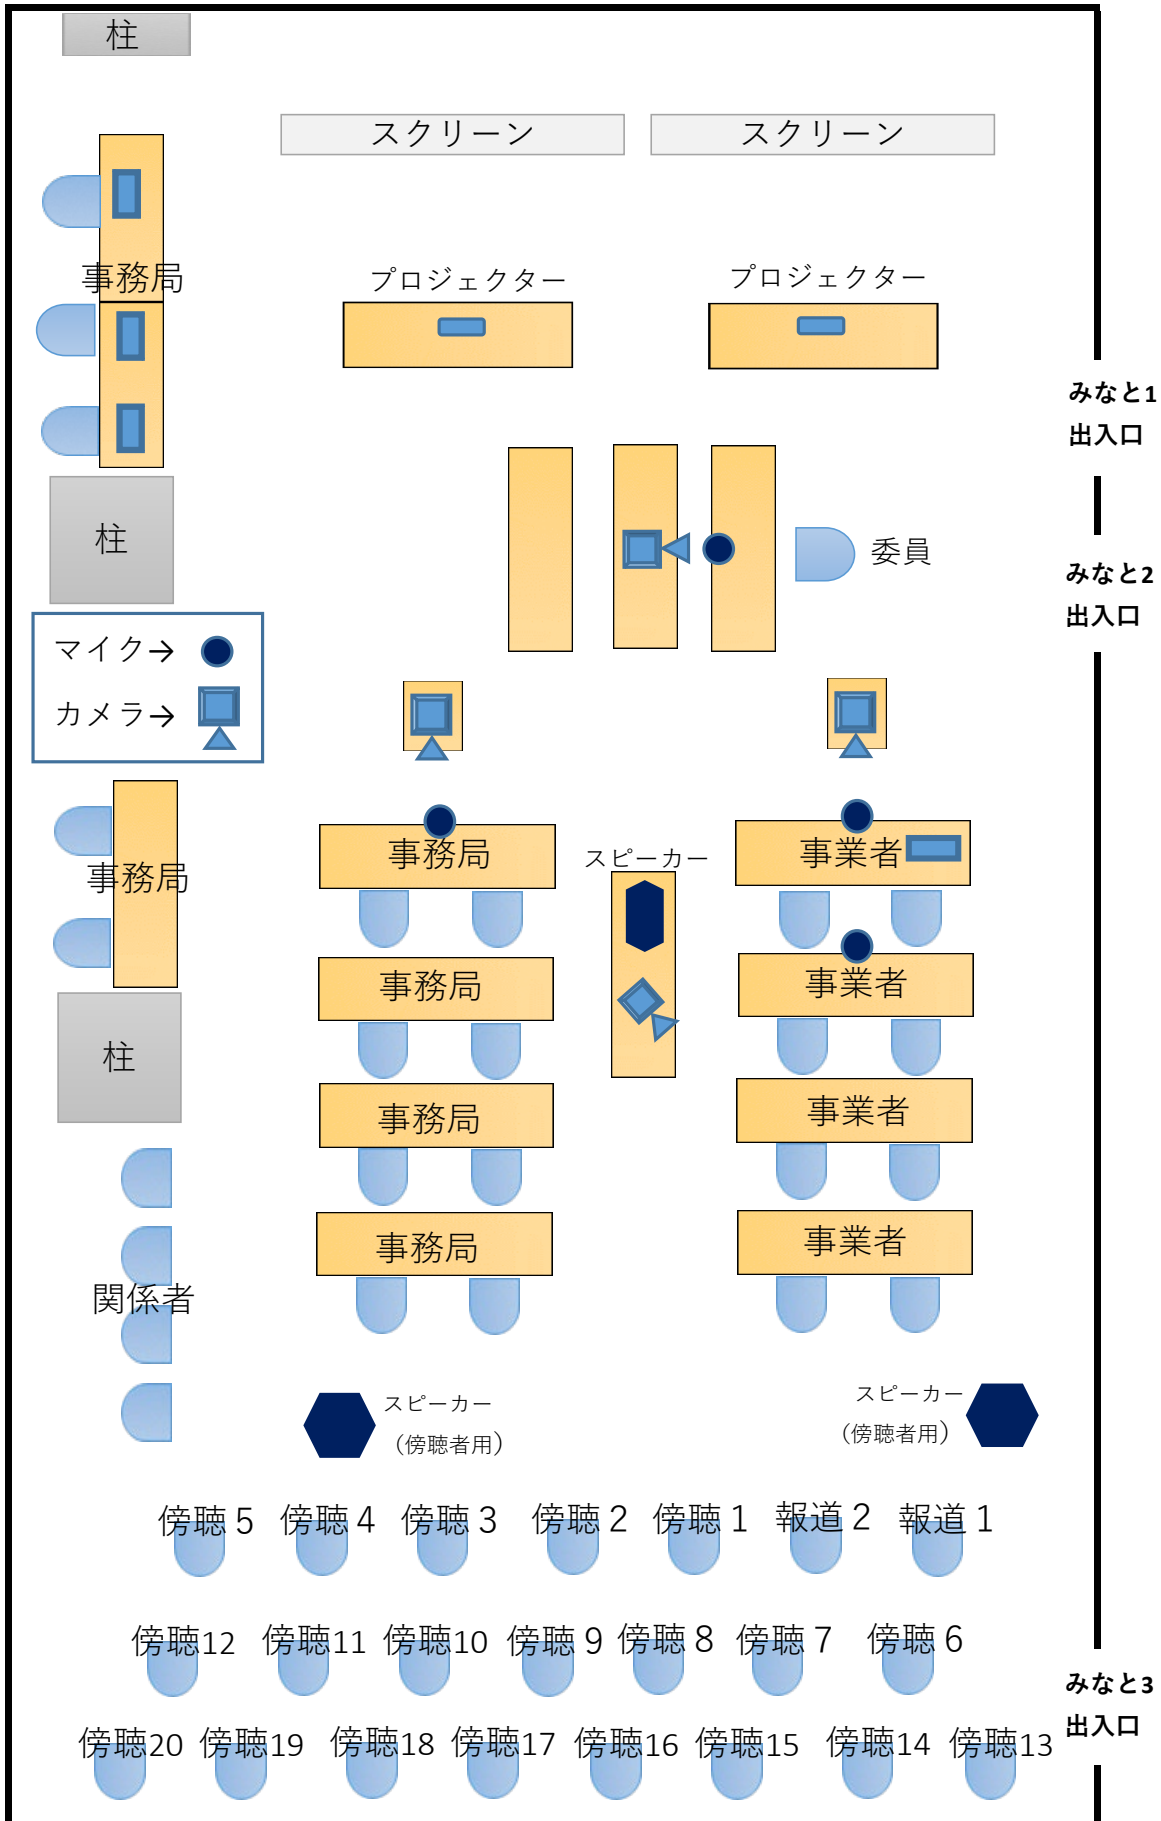 柱
スクリーン
スクリーン
事務局
プロジェクター
プロジェクター
みなと1
出入口
柱
委員
みなと2
出入口
マイク→
カメラ→
事務局
事務局
スピーカー
事業者
事務局
事業者
柱
事務局
事業者
事務局
事業者
関係者
スピーカー
（傍聴者用）
スピーカー
（傍聴者用）
傍聴５
傍聴４
傍聴３
傍聴２
傍聴１
報道２
報道１
傍聴12
傍聴11
傍聴10
傍聴９
傍聴８
傍聴７
傍聴６
みなと3
出入口
傍聴20
傍聴19
傍聴18
傍聴17
傍聴16
傍聴15
傍聴14
傍聴13